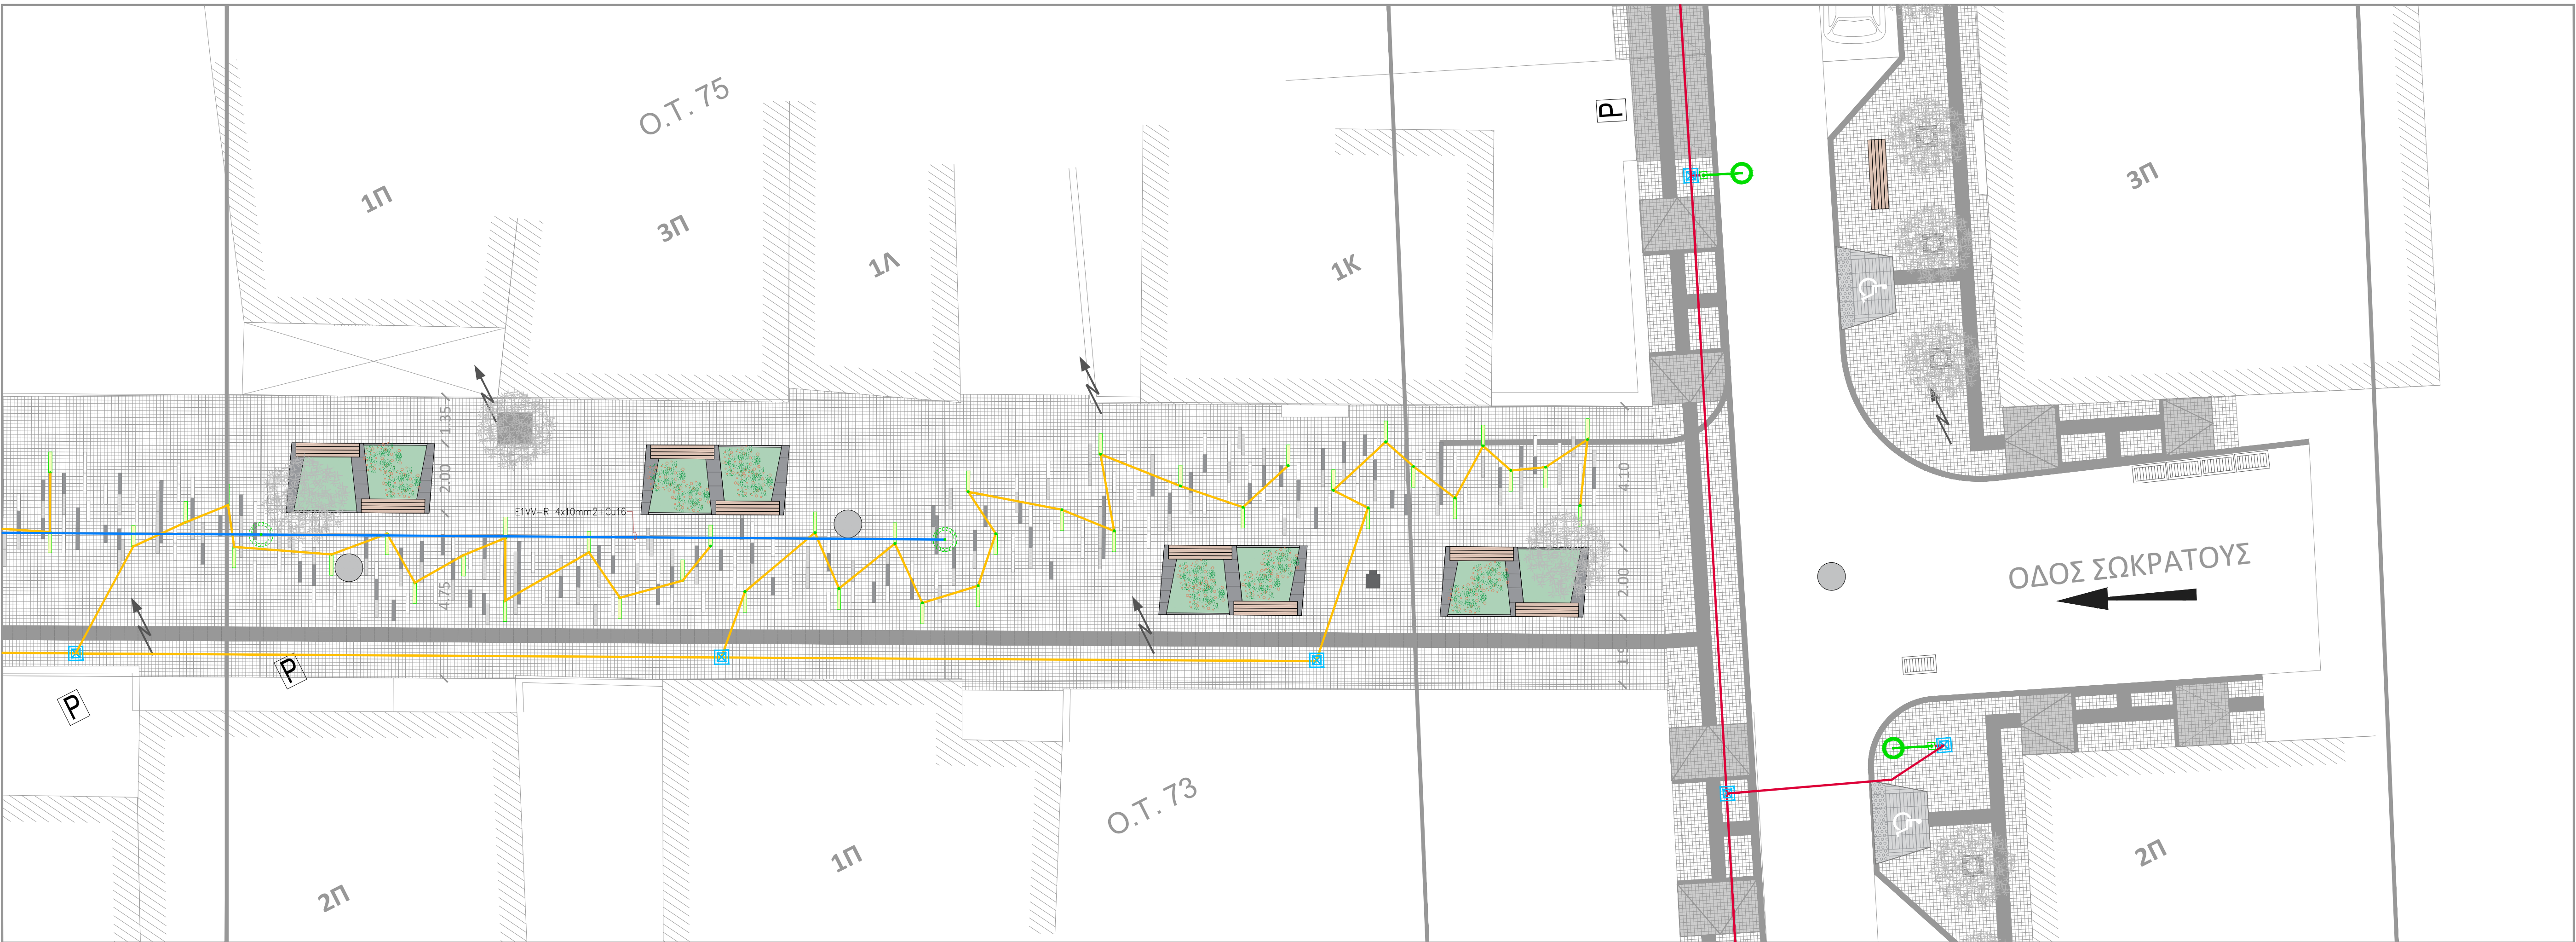 Ο.Τ. 75
P
1Π
3Π
3Π
1Λ
1Κ
1.35
2.00
4.10
E1VV-R 4x10mm2+Cu16
ΟΔΟΣ ΣΩΚΡΑΤΟΥΣ
4.75
2.00
P
P
Ο.Τ. 73
1Π
2Π
2Π